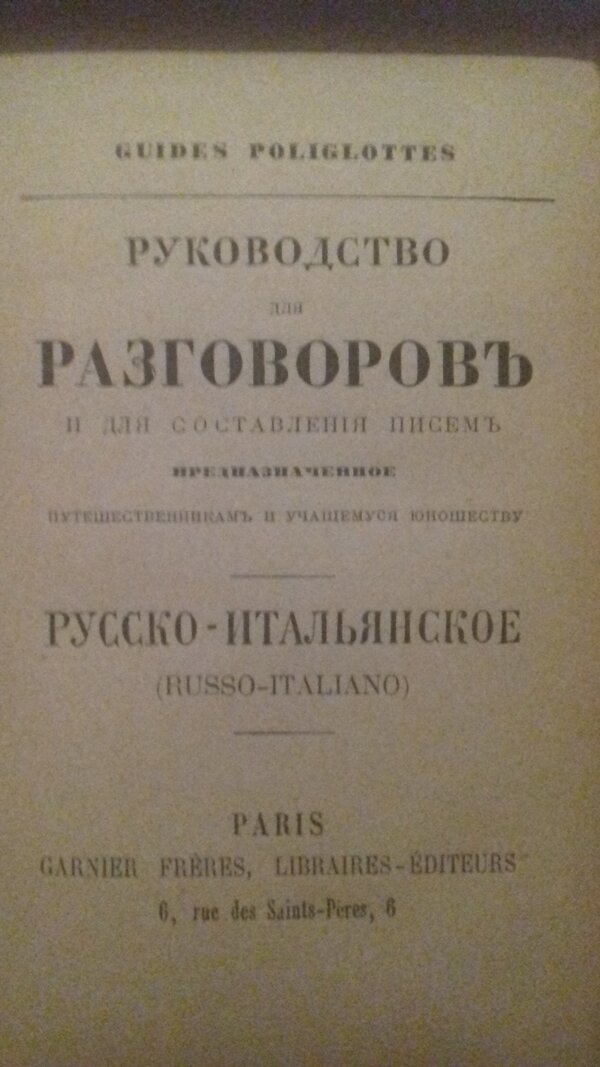 GUIDES POLIGLOTTES
РУКОВОДСТВО
для
РАЗГОВОРОВЪ
И ДЛЯ СОСТАВЛЕНІЯ ПИСЕМЪ
ПРЕДНАЗНАЧЕННОЕ
ПУТЕШЕСТВЕННИКАМЪ И УЧАЩЕМУСЯ ЮНОШЕСТВУ
РУССКО-ИТАЛЬЯНСКОЕ
(RUSSO-ITALIANO)
PARIS
GARNIER FRÈRES, LIBRAIRES-ÉDITEURS
6, rue des Saints-Pères, 6